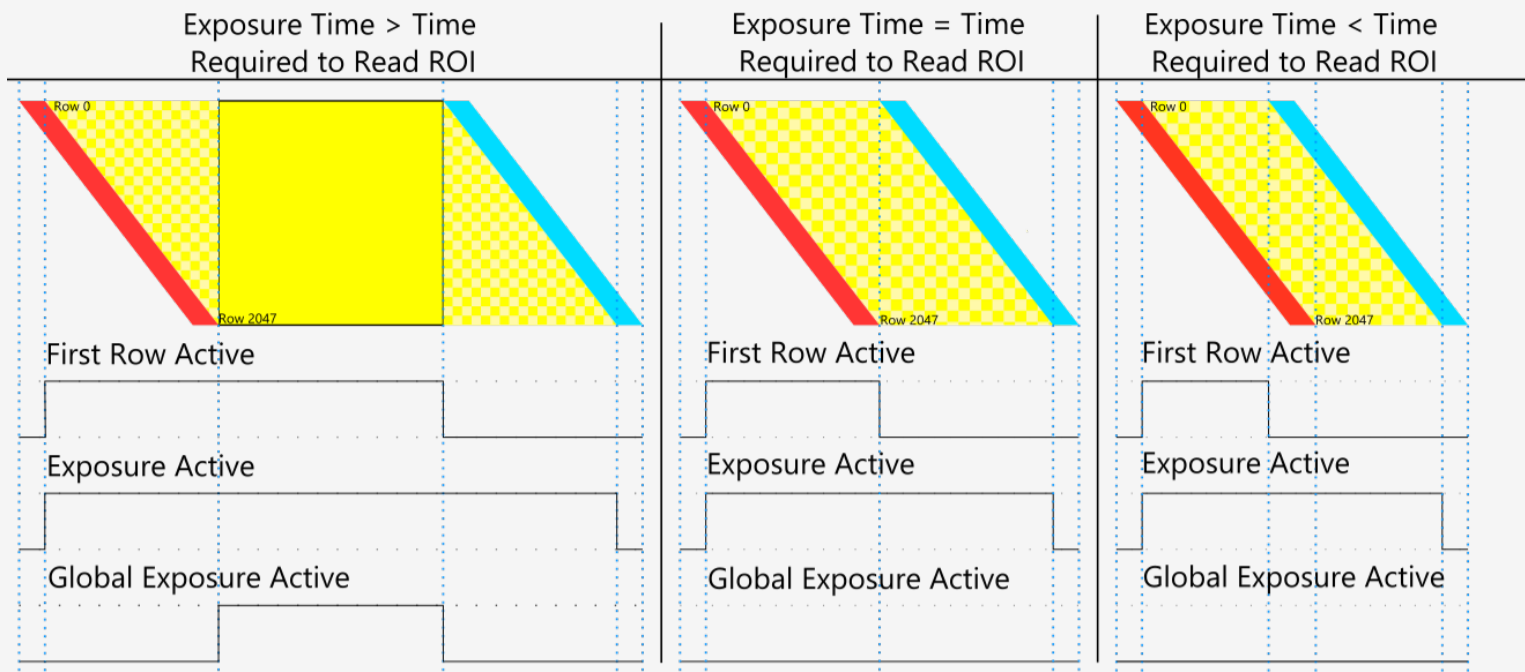 Exposure Time > Time
Required to Read ROI
Exposure Time = Time
Required to Read ROI
Exposure Time < Time
Required to Read ROI
Row 0
Row 0
Row 0
Row 2047
Row 2047
Row 2047
First Row Active
First Row Active
First Row Active
Exposure Active
Exposure Active
Exposure Active
Global Exposure Active
Global Exposure Active
Global Exposure Active